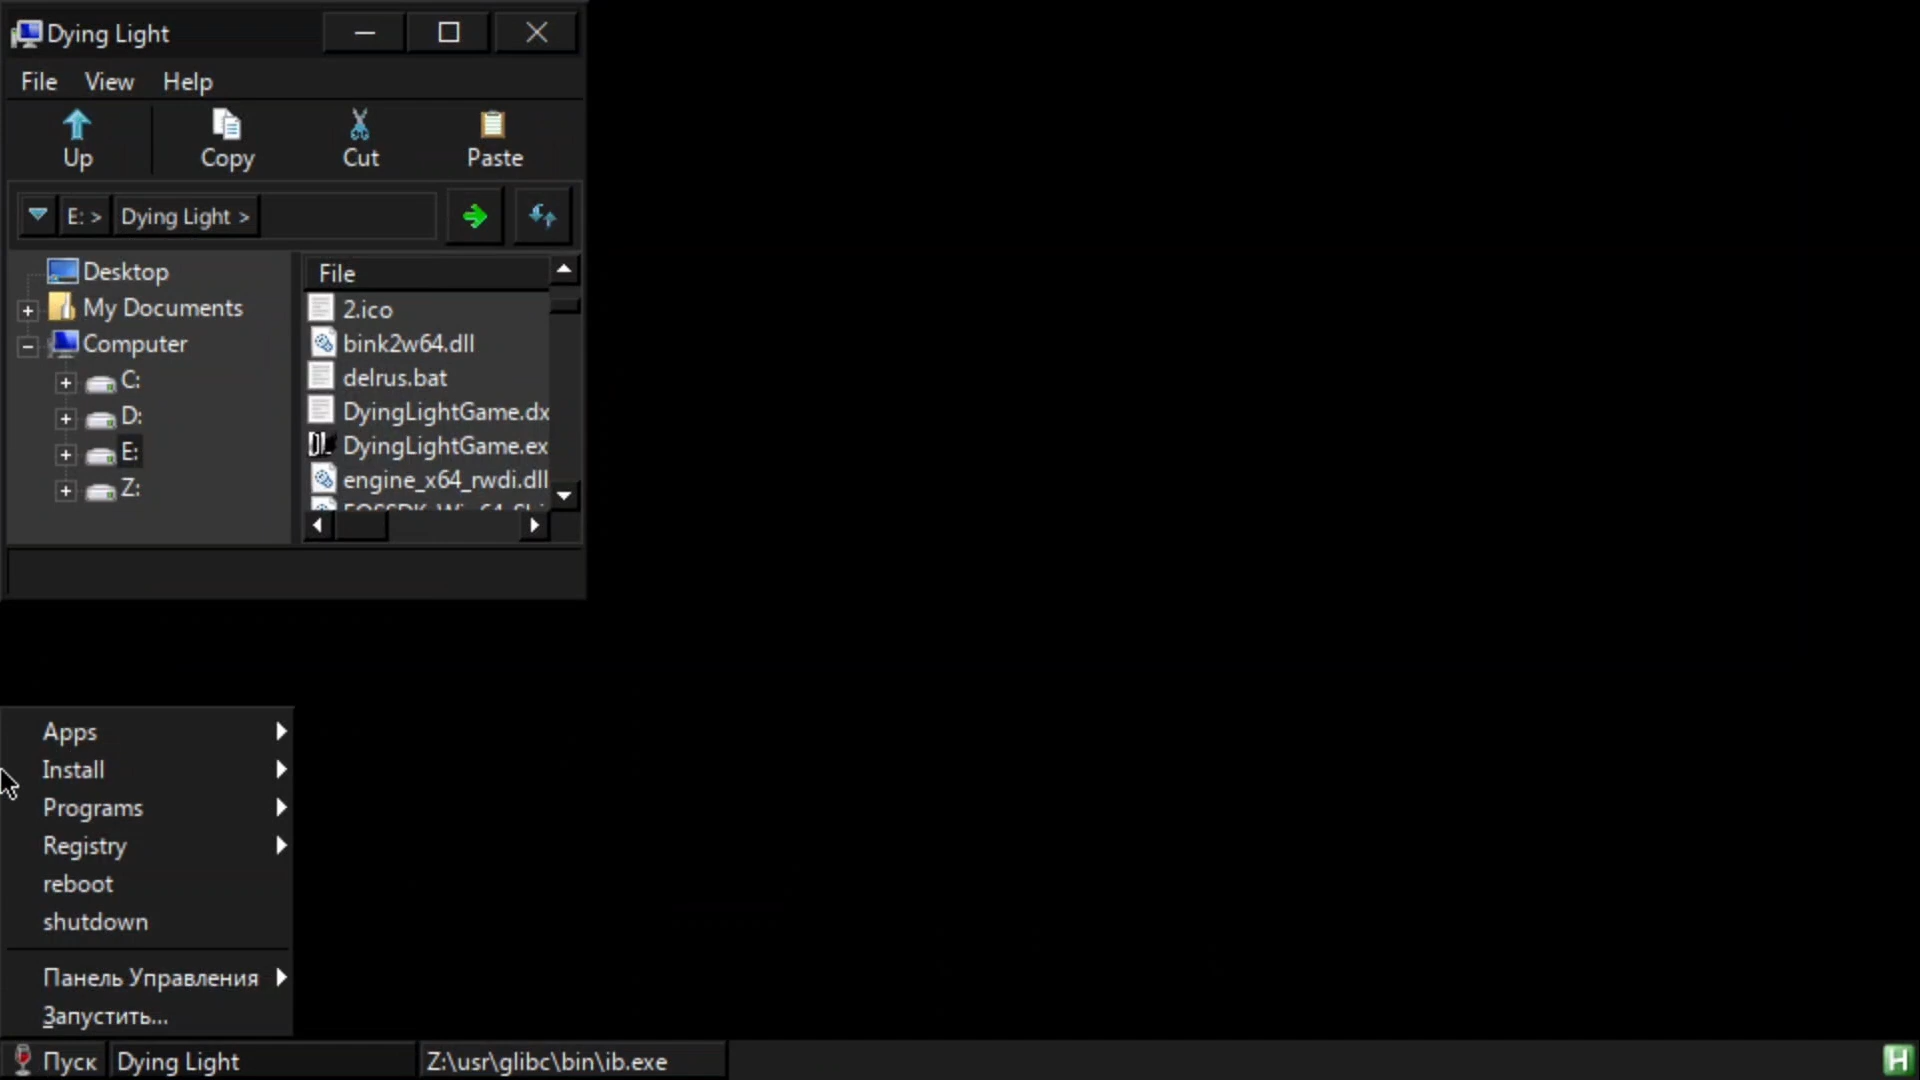 Dying Light
File View Help
Up Copy Cut Paste
E: > Dying Light >
Desktop
My Documents
Computer
C:
D:
E:
Z:
File
2.ico
bink2w64.dll
delrus.bat
DyingLightGame.dx
DyingLightGame.ex
engine_x64_rwdi.dll
Apps
Install
Programs
Registry
reboot
shutdown
Панель Управления
Запустить...
Пуск Dying Light Z:\usr\glibc\bin\ib.exe H